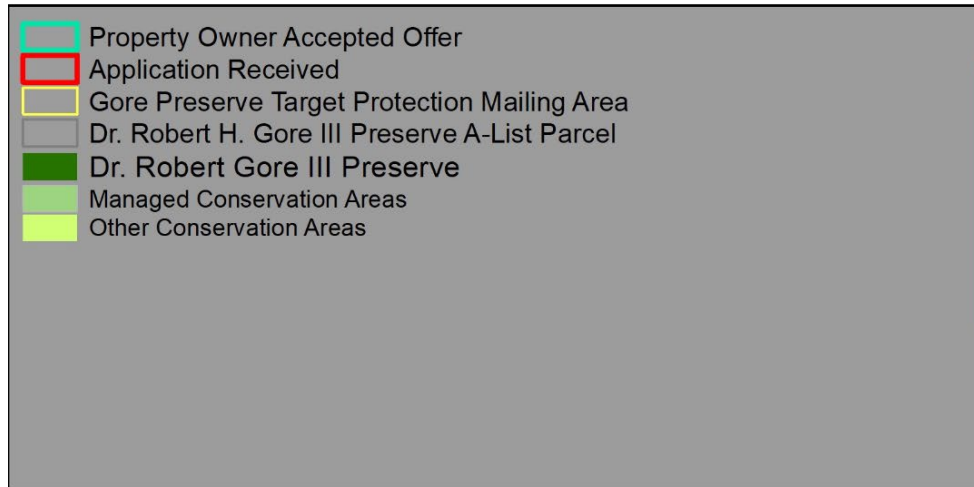 Property Owner Accepted Offer
Application Received
Gore Preserve Target Protection Mailing Area
Dr. Robert H. Gore III Preserve A-List Parcel
Dr. Robert Gore III Preserve
Managed Conservation Areas
Other Conservation Areas